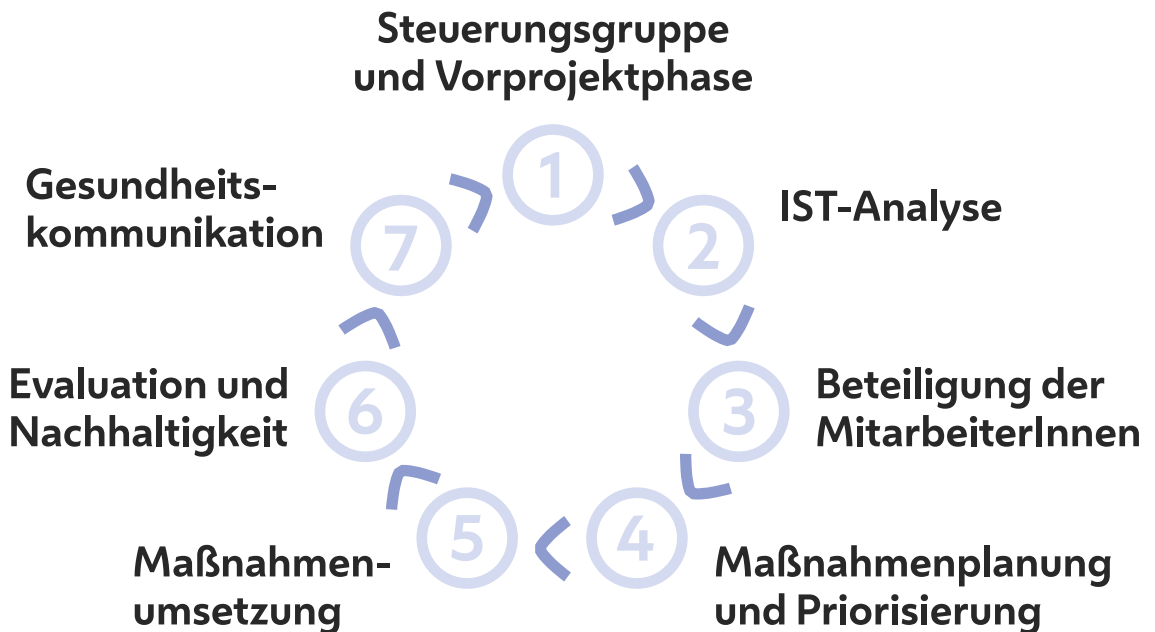 Steuerungsgruppe
und Vorprojektphase
1
2
IST-Analyse
3
Beteiligung der
MitarbeiterInnen
4
Maßnahmenplanung
und Priorisierung
5
Maßnahmen-
umsetzung
6
Evaluation und
Nachhaltigkeit
7
Gesundheits-
kommunikation